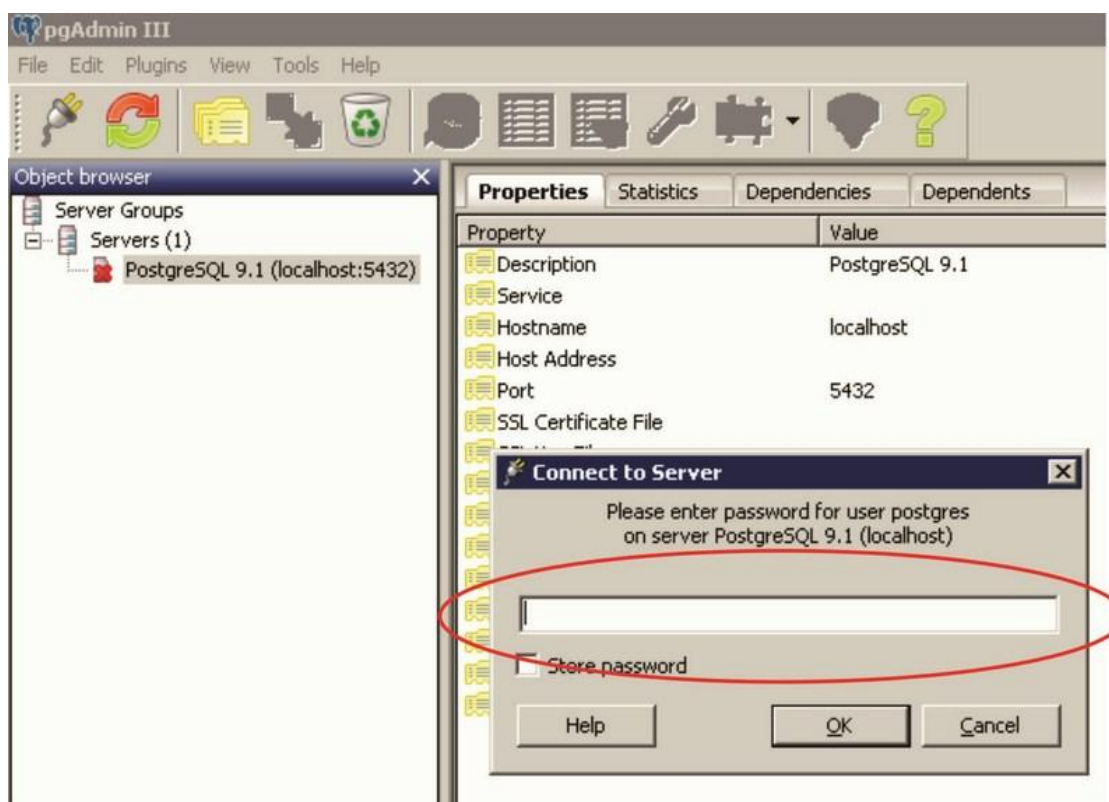 pgAdmin III
File Edit Plugins View Tools Help
Object browser
Server Groups
Servers (1)
PostgreSQL 9.1 (localhost:5432)
Properties Statistics Dependencies Dependents
Property Value
Description PostgreSQL 9.1
Service
Hostname localhost
Host Address
Port 5432
SSL Certificate File
Connect to Server
Please enter password for user postgres
on server PostgreSQL 9.1 (localhost)
Store password
Help OK Cancel